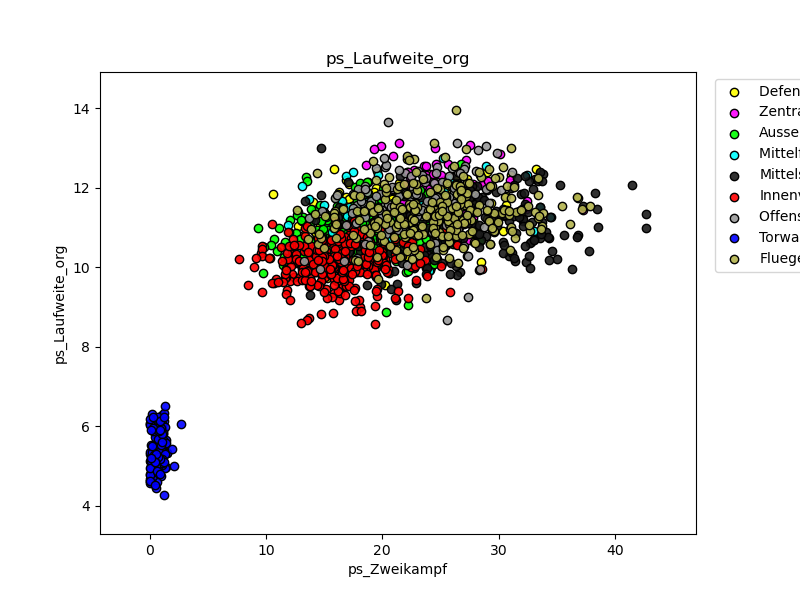 ps_Laufweite_org
14
12
10
8
6
4
ps_Laufweite_org
0 10 20 30 40
ps_Zweikampf
Defen
Zentra
Ausse
Mittelf
Mittels
Innenv
Offens
Torwa
Fluege